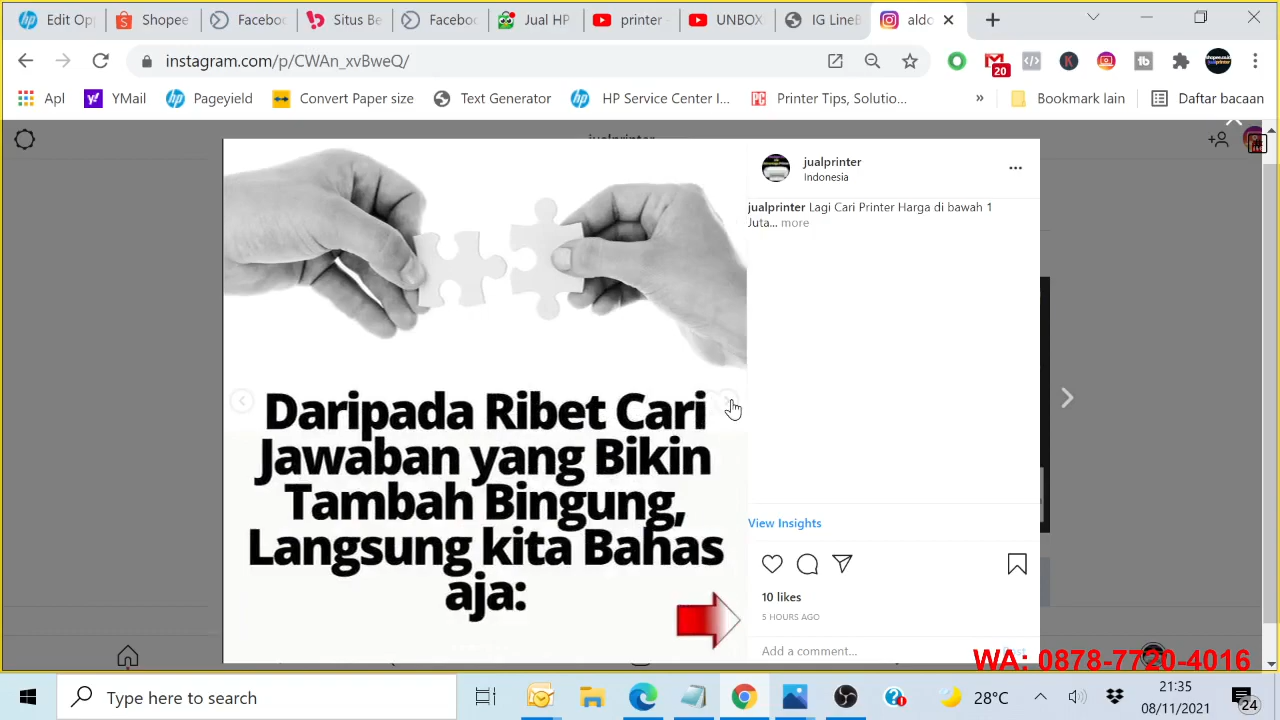 Edit Op
Shopee
Facebo
Situs Be
Facebo
Jual HP
printer -
UNBOX
IG LineB
aldo
instagram.com/p/CWAn_xvBweQ/
20
Apl
YMail
Pageyield
Convert Paper size
Text Generator
HP Service Center I...
Printer Tips, Solutio...
»
Bookmark lain
Daftar bacaan
jualprinter
Indonesia
jualprinter Lagi Cari Printer Harga di bawah 1
Juta... more
Daripada Ribet Cari
Jawaban yang Bikin
Tambah Bingung,
Langsung kita Bahas
aja:
View Insights
10 likes
5 HOURS AGO
Add a comment...
WA: 0878-7720-4016
Type here to search
28°C
21:35
08/11/2021
24